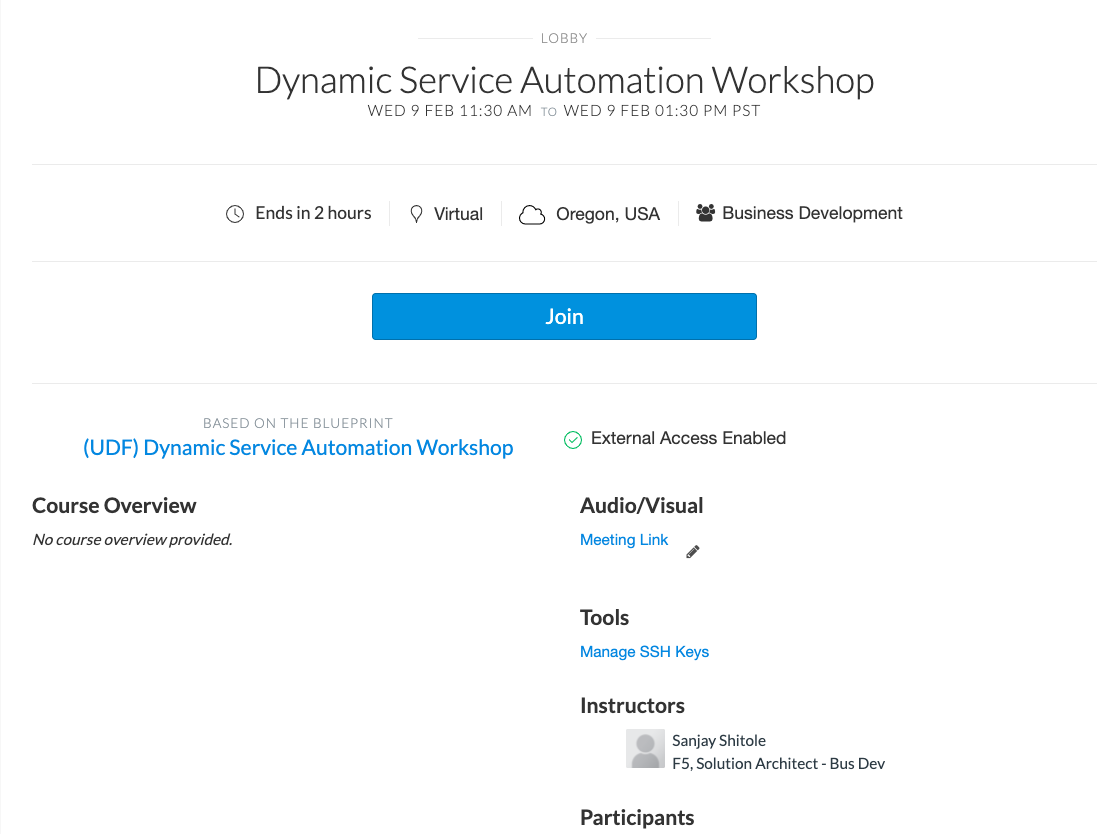 LOBBY
Dynamic Service Automation Workshop
WED 9 FEB 11:30 AM TO WED 9 FEB 01:30 PM PST
Ends in 2 hours
Virtual
Oregon, USA
Business Development
Join
BASED ON THE BLUEPRINT
(UDF) Dynamic Service Automation Workshop
External Access Enabled
Course Overview
No course overview provided.
Audio/Visual
Meeting Link
Tools
Manage SSH Keys
Instructors
Sanjay Shitole
F5, Solution Architect - Bus Dev
Participants